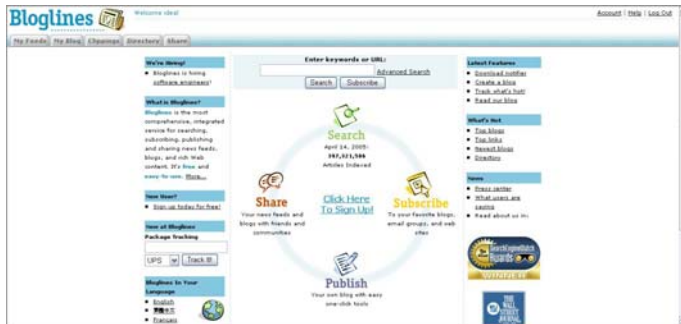 Bloglines
Welcome idea!
Account | Help | Log Out
My Feeds
My Blog
Clippings
Directory
Share
We're Hiring!
Bloglines is hiring
software engineers!
What is Bloglines?
Bloglines is the most
comprehensive, integrated
service for searching,
subscribing, publishing
and sharing news feeds,
blogs, and rich Web
content. It's free and
easy-to-use. More...
New User?
Sign up today for free!
New at Bloglines
Package Tracking
UPS
Track It!
Bloglines In Your
Language
English
Français
Enter keywords or URL:
Advanced Search
Search
Subscribe
Search
April 14, 2005:
Articles Indexed
Share
Your news feeds and
blogs with friends and
communities
Click Here
To Sign Up!
Subscribe
To your favorite blogs,
email groups, and web
sites
Publish
Your own blog with easy
one-click tools
Latest Features
Download notifier
Create a blog
Track what's hot!
Read our blog
What's Hot
Top blogs
Top links
Newest blogs
Directory
News
Press center
What users are
saying
Read about us in:
SearchEngineWatch
Awards
THE
WALL
STREET
JOURNAL